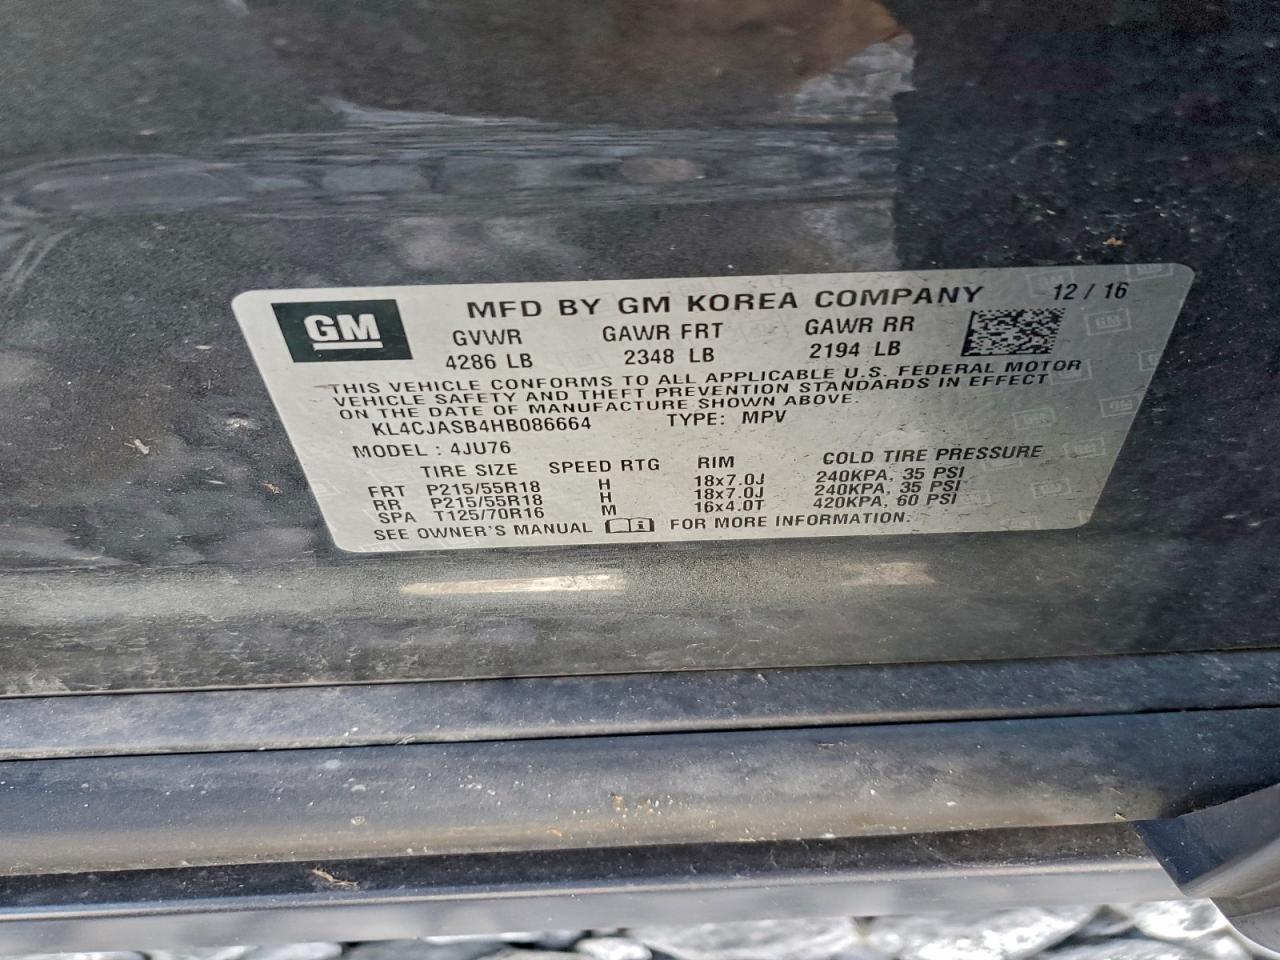 GM
MFD BY GM KOREA COMPANY 12 / 16
GVWR GAWR FRT GAWR RR
4286 LB 2348 LB 2194 LB
THIS VEHICLE CONFORMS TO ALL APPLICABLE U.S. FEDERAL MOTOR
VEHICLE SAFETY AND THEFT PREVENTION STANDARDS IN EFFECT
ON THE DATE OF MANUFACTURE SHOWN ABOVE.
KL4CJASB4HB086664 TYPE: MPV
MODEL : 4JU76
TIRE SIZE SPEED RTG RIM COLD TIRE PRESSURE
FRT P215/55R18 H 18x7.0J 240KPA, 35 PSI
RR P215/55R18 H 18x7.0J 240KPA, 35 PSI
SPA T125/70R16 M 16x4.0T 420KPA, 60 PSI
SEE OWNER'S MANUAL i FOR MORE INFORMATION.